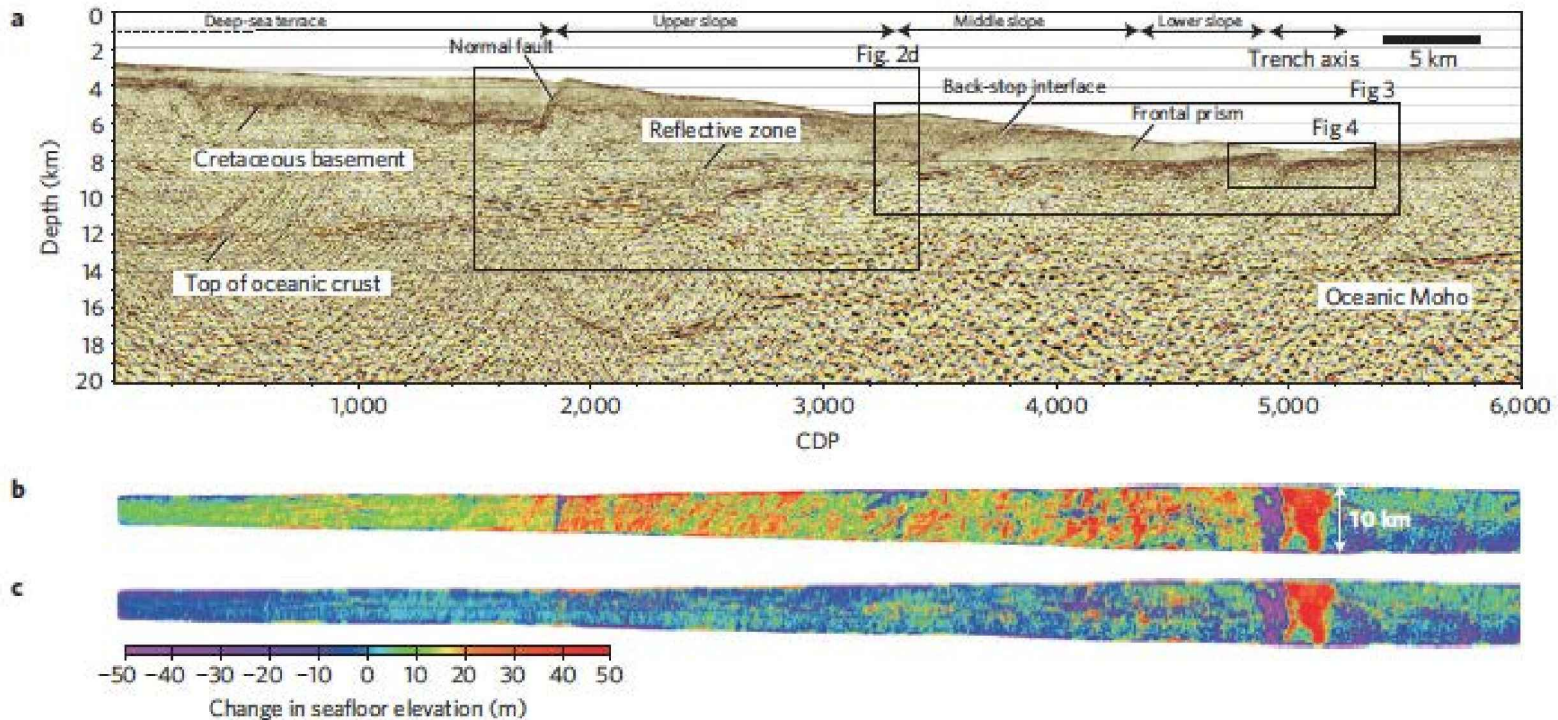 a
Deep-sea terrace
Upper slope
Middle slope
Lower slope
Normal fault
Fig. 2d
Trench axis
5 km
Back-stop interface
Fig 3
Frontal prism
Fig 4
Reflective zone
Cretaceous basement
Top of oceanic crust
Oceanic Moho
Depth (km)
0
2
4
6
8
10
12
14
16
18
20
1,000
2,000
3,000
4,000
5,000
6,000
CDP
b
10 km
c
−50 −40 −30 −20 −10 0 10 20 30 40 50
Change in seafloor elevation (m)